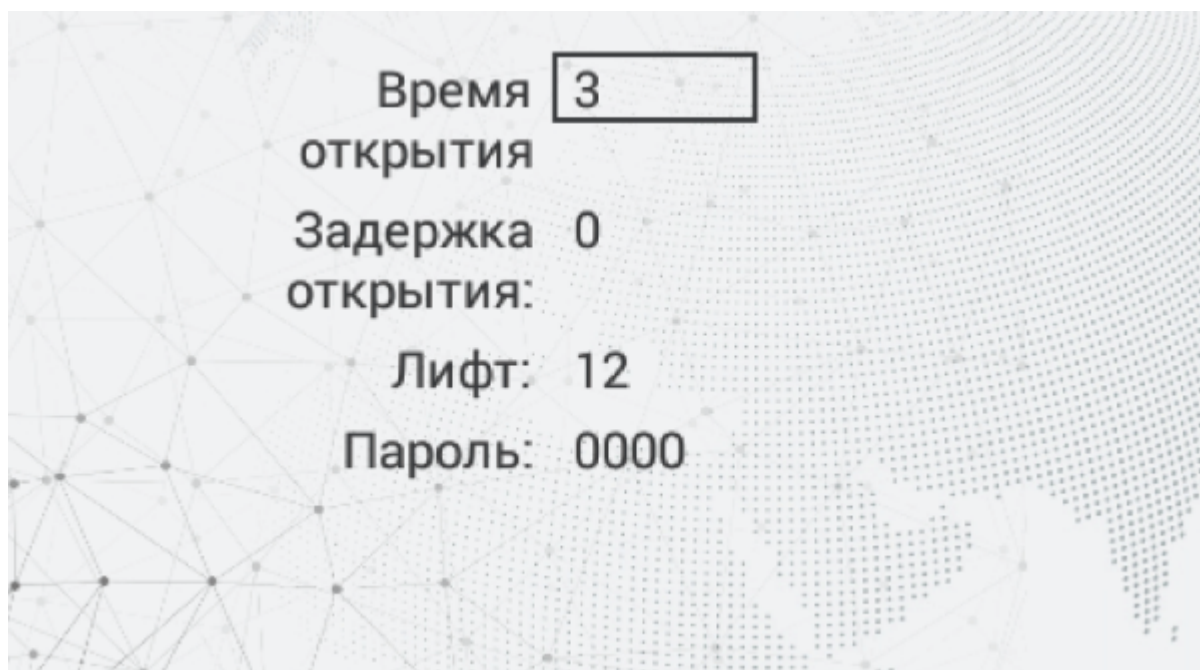 Время 3
открытия
Задержка 0
открытия:
Лифт: 12
Пароль: 0000